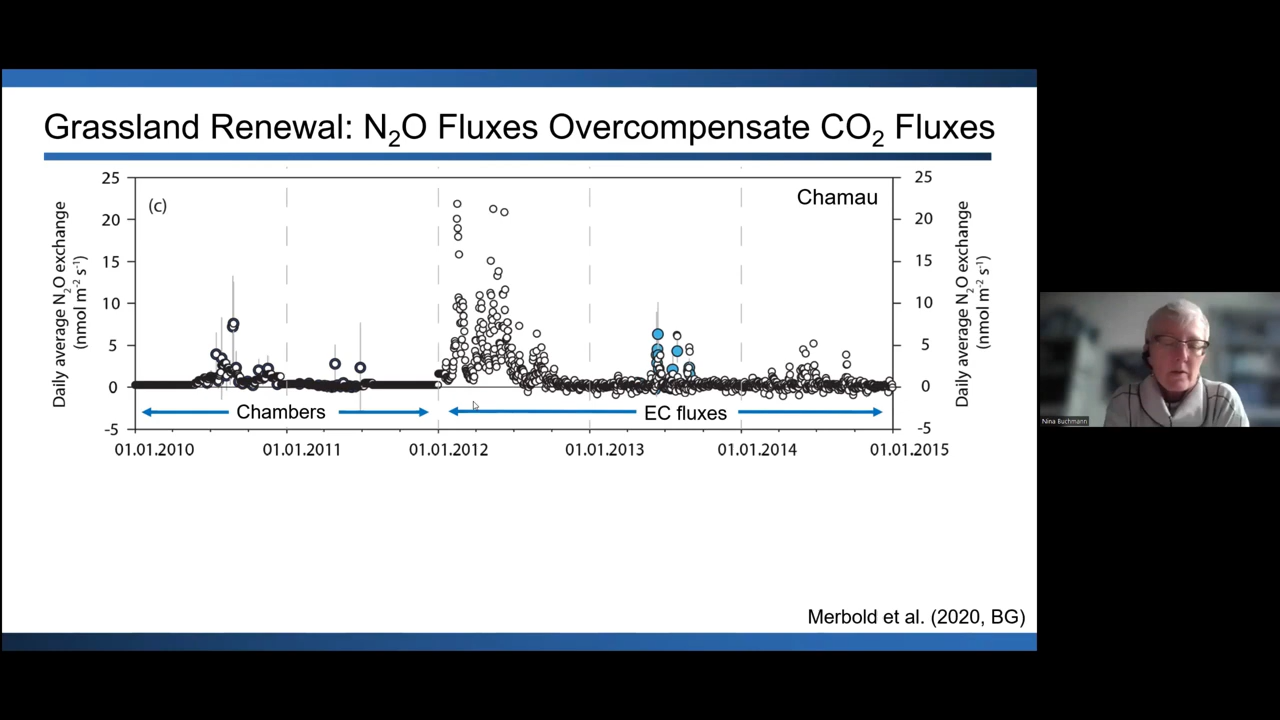 Grassland Renewal: N₂O Fluxes Overcompensate CO₂ Fluxes
Daily average N₂O exchange
(nmol m⁻² s⁻¹)
25
20
15
10
5
0
-5
(c)
Chamau
25
20
15
10
5
0
-5
Daily average N₂O exchange
(nmol m⁻² s⁻¹)
Chambers
EC fluxes
01.01.2010
01.01.2011
01.01.2012
01.01.2013
01.01.2014
01.01.2015
Merbold et al. (2020, BG)
Nina Buchmann